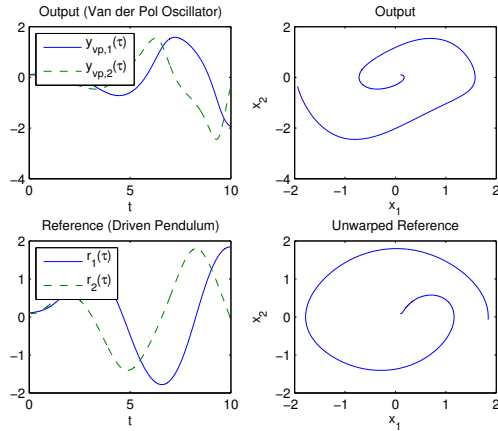 Output (Van der Pol Oscillator)
2
0
−2
−4
0
5
10
t
y_vp,1(τ)
y_vp,2(τ)
Output
2
0
−2
−4
−2
−1
0
1
2
x_1
x_2
Reference (Driven Pendulum)
2
1
0
−1
−2
0
5
10
t
r_1(τ)
r_2(τ)
Unwarped Reference
2
1
0
−1
−2
−2
−1
0
1
2
x_1
x_2